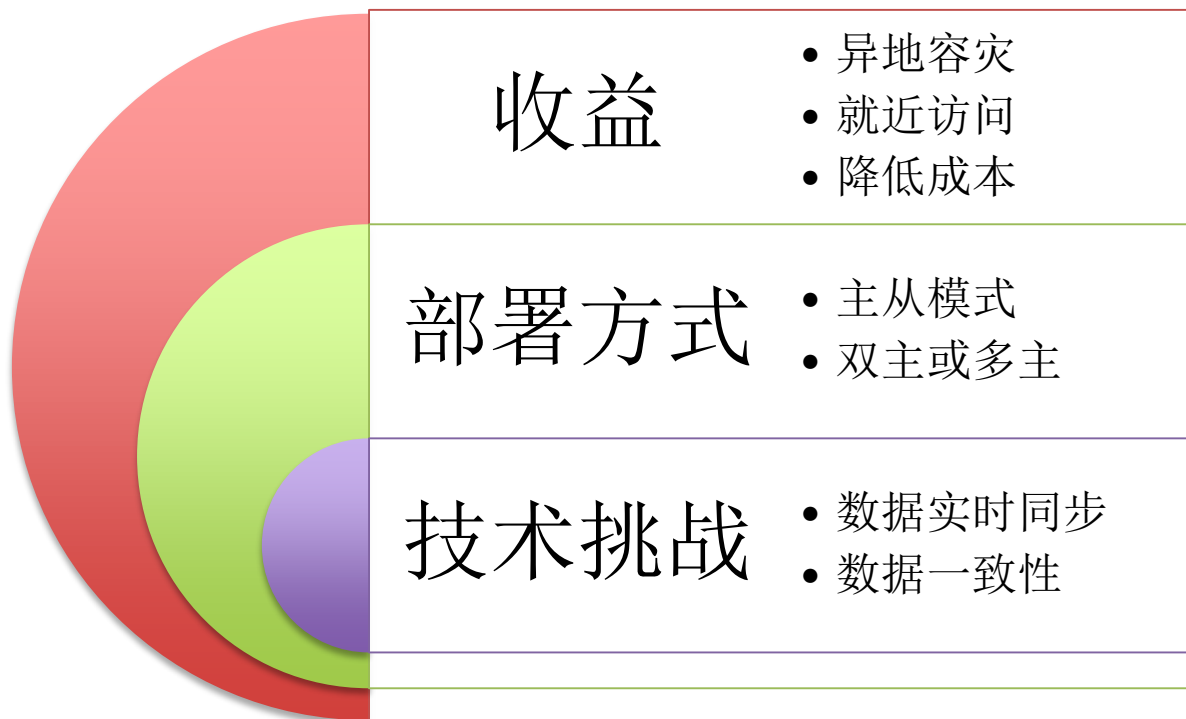 收益
• 异地容灾
• 就近访问
• 降低成本
部署方式
• 主从模式
• 双主或多主
技术挑战
• 数据实时同步
• 数据一致性